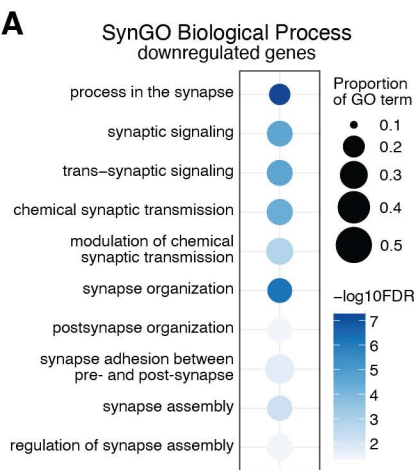 A
SynGO Biological Process
downregulated genes
process in the synapse
synaptic signaling
trans−synaptic signaling
chemical synaptic transmission
modulation of chemical
synaptic transmission
synapse organization
postsynapse organization
synapse adhesion between
pre- and post-synapse
synapse assembly
regulation of synapse assembly
Proportion
of GO term
0.1
0.2
0.3
0.4
0.5
−log10FDR
7
6
5
4
3
2